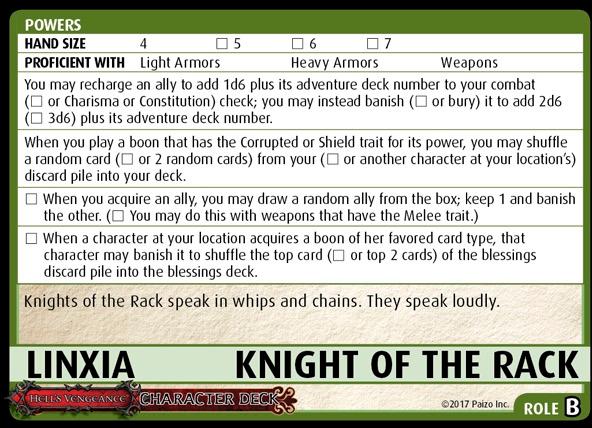 POWERS
HAND SIZE 4 ☐ 5 ☐ 6 ☐ 7
PROFICIENT WITH Light Armors Heavy Armors Weapons
You may recharge an ally to add 1d6 plus its adventure deck number to your combat
(☐ or Charisma or Constitution) check; you may instead banish (☐ or bury) it to add 2d6
(☐ 3d6) plus its adventure deck number.
When you play a boon that has the Corrupted or Shield trait for its power, you may shuffle
a random card (☐ or 2 random cards) from your (☐ or another character at your location's)
discard pile into your deck.
☐ When you acquire an ally, you may draw a random ally from the box; keep 1 and banish
the other. (☐ You may do this with weapons that have the Melee trait.)
☐ When a character at your location acquires a boon of her favored card type, that
character may banish it to shuffle the top card (☐ or top 2 cards) of the blessings
discard pile into the blessings deck.
Knights of the Rack speak in whips and chains. They speak loudly.
LINXIA KNIGHT OF THE RACK
HELL'S VENGEANCE CHARACTER DECK
©2017 Paizo Inc. ROLE B